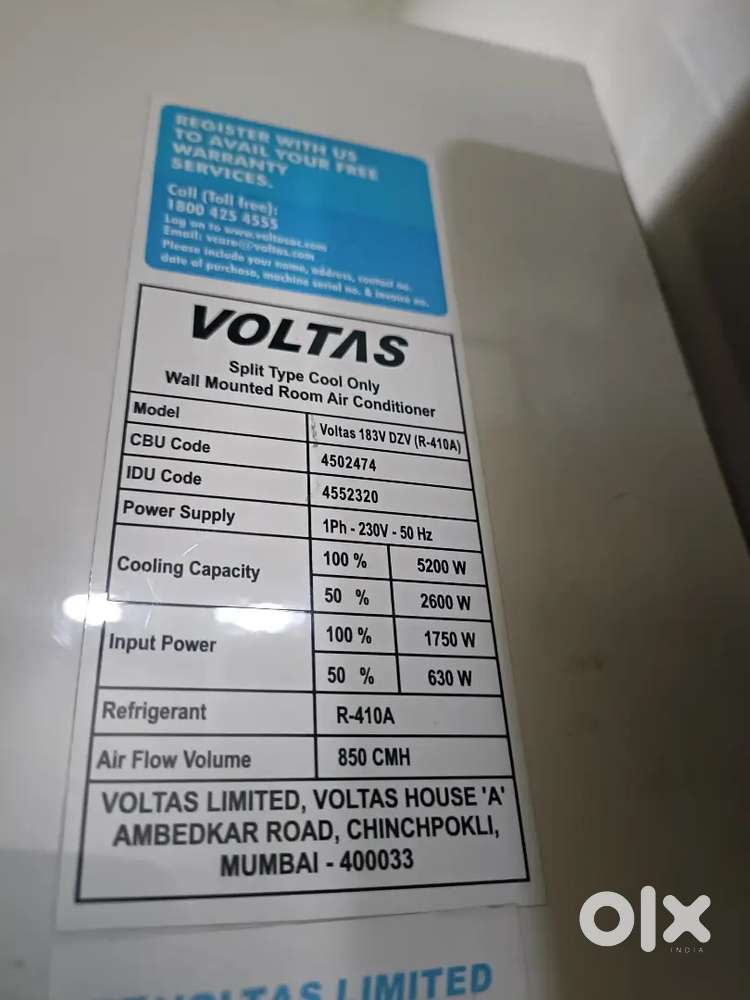 REGISTER WITH US
TO AVAIL YOUR FREE
WARRANTY
SERVICES.
Call (Toll free):
1800 425 4555
Log on to www.voltasac.com
Email: vcare@voltas.com
Please include your name, address, contact no.
date of purchase, machine serial no. & invoice no.
VOLTAS
Split Type Cool Only
Wall Mounted Room Air Conditioner
Model Voltas 183V DZV (R-410A)
CBU Code 4502474
IDU Code 4552320
Power Supply 1Ph - 230V - 50 Hz
Cooling Capacity 100 % 5200 W
50 % 2600 W
Input Power 100 % 1750 W
50 % 630 W
Refrigerant R-410A
Air Flow Volume 850 CMH
VOLTAS LIMITED, VOLTAS HOUSE 'A'
AMBEDKAR ROAD, CHINCHPOKLI,
MUMBAI - 400033
LIMITED
olx
INDIA